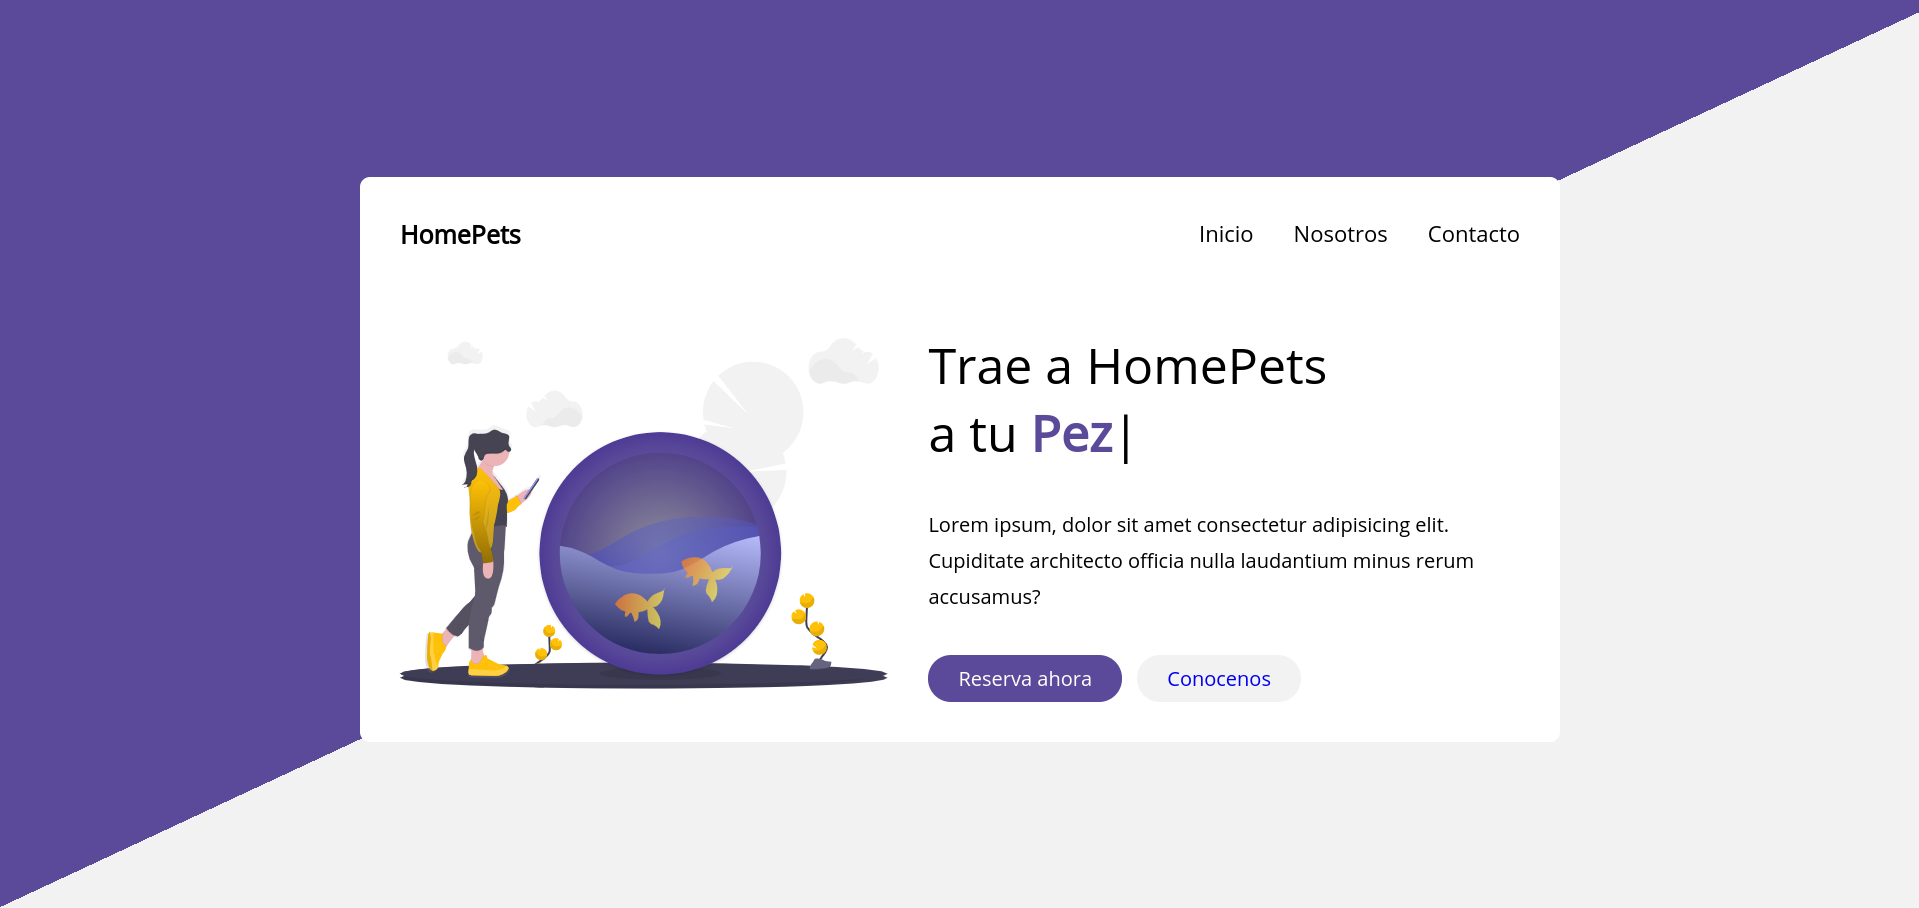 HomePets
Inicio Nosotros Contacto
Trae a HomePets
a tu Pez|
Lorem ipsum, dolor sit amet consectetur adipisicing elit.
Cupiditate architecto officia nulla laudantium minus rerum
accusamus?
Reserva ahora
Conocenos